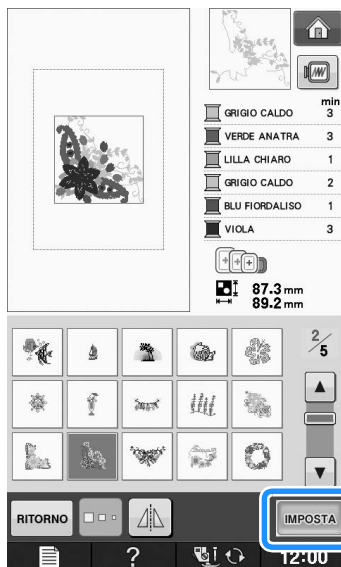 min
GRIGIO CALDO 3
VERDE ANATRA 3
LILLA CHIARO 1
GRIGIO CALDO 2
BLU FIORDALISO 1
VIOLA 3
87.3 mm
89.2 mm
2/5
RITORNO
IMPOSTA
?
12:00